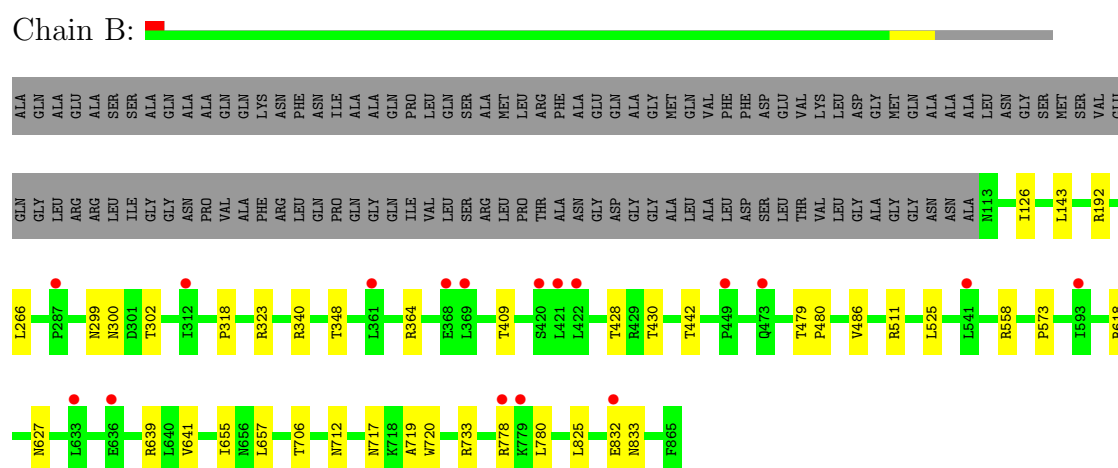 Chain B:
ALA GLN ALA GLU ALA SER SER ALA GLN ALA ALA GLN GLN LYS ASN PHE ASN ILE ALA ALA GLN PRO LEU GLN SER ALA MET LEU ARG PHE ALA GLU GLN ALA GLY MET GLN VAL PHE PHE ASP GLU VAL LYS LEU ASP GLY MET GLN ALA ALA ALA LEU ASN GLY SER MET SER VAL GLU
GLN GLY LEU ARG ARG LEU ILE GLY GLY ASN PRO VAL ALA PHE ARG LEU GLN PRO GLN GLY GLN ILE VAL LEU SER ARG LEU PRO THR ALA ASN GLY ASP GLY GLY ALA LEU ALA LEU ASP SER LEU THR VAL LEU GLY ALA GLY GLY ASN ASN ALA N113 I126 L143 R192
L266 P287 N299 N300 D301 T302 I312 P318 R323 R340 T348 L361 R364 E368 L369 T409 S420 L421 L422 T428 R429 T430 T442 P449 Q473 T479 P480 V486 R511 L525 L541 R558 P573 I593 R618
N627 L633 E636 R639 L640 V641 I655 N656 L657 T706 N712 N717 K718 A719 W720 R733 R778 K779 L780 L825 E832 N833 F865